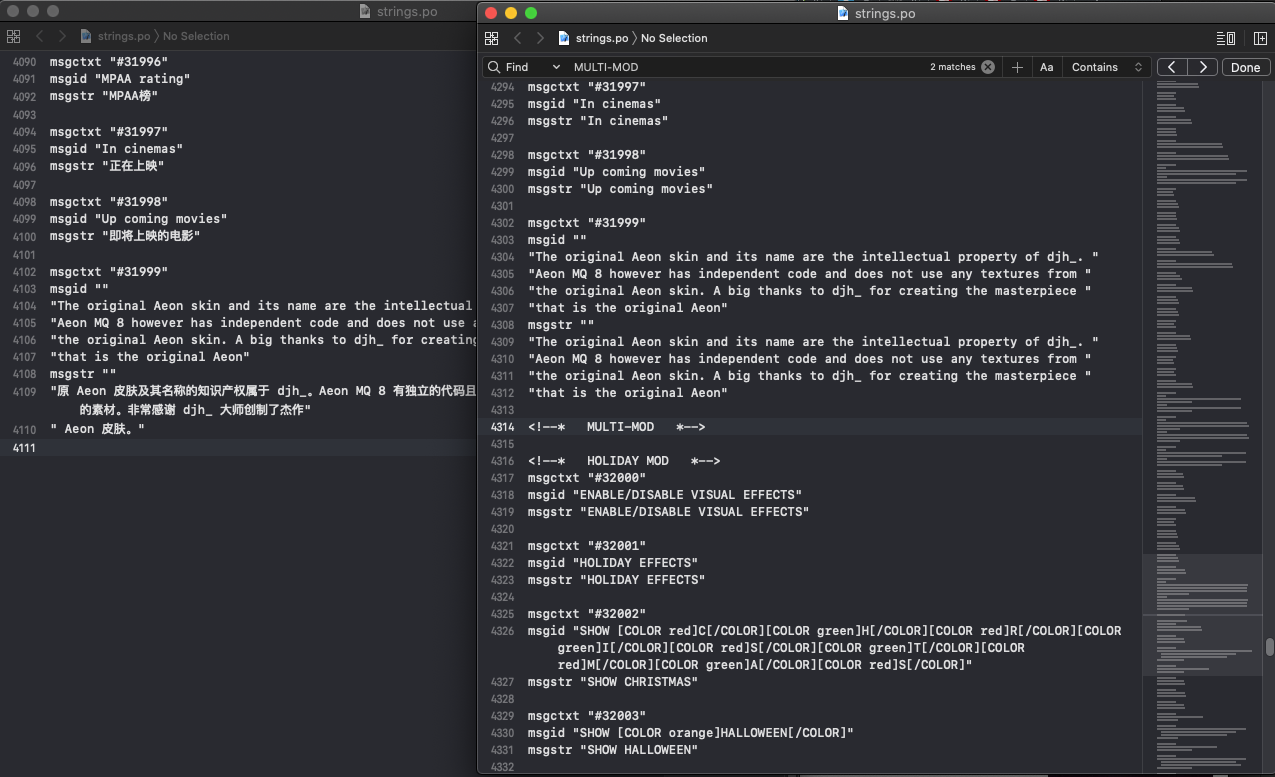 strings.po
strings.po 〉No Selection
4090 msgctxt "#31996"
4091 msgid "MPAA rating"
4092 msgstr "MPAA榜"
4093
4094 msgctxt "#31997"
4095 msgid "In cinemas"
4096 msgstr "正在上映"
4097
4098 msgctxt "#31998"
4099 msgid "Up coming movies"
4100 msgstr "即将上映的电影"
4101
4102 msgctxt "#31999"
4103 msgid ""
4104 "The original Aeon skin and its name are the intellectual
4105 "Aeon MQ 8 however has independent code and does not use a
4106 "the original Aeon skin. A big thanks to djh_ for creating
4107 "that is the original Aeon"
4108 msgstr ""
4109 "原 Aeon 皮肤及其名称的知识产权属于 djh_。Aeon MQ 8 有独立的代码且
的素材。非常感谢 djh_ 大师创制了杰作"
4110 " Aeon 皮肤。"
4111
strings.po
strings.po 〉No Selection
Find MULTI-MOD 2 matches Aa Contains Done
4294 msgctxt "#31997"
4295 msgid "In cinemas"
4296 msgstr "In cinemas"
4297
4298 msgctxt "#31998"
4299 msgid "Up coming movies"
4300 msgstr "Up coming movies"
4301
4302 msgctxt "#31999"
4303 msgid ""
4304 "The original Aeon skin and its name are the intellectual property of djh_. "
4305 "Aeon MQ 8 however has independent code and does not use any textures from "
4306 "the original Aeon skin. A big thanks to djh_ for creating the masterpiece "
4307 "that is the original Aeon"
4308 msgstr ""
4309 "The original Aeon skin and its name are the intellectual property of djh_. "
4310 "Aeon MQ 8 however has independent code and does not use any textures from "
4311 "the original Aeon skin. A big thanks to djh_ for creating the masterpiece "
4312 "that is the original Aeon"
4313
4314 <!--* MULTI-MOD *-->
4315
4316 <!--* HOLIDAY MOD *-->
4317 msgctxt "#32000"
4318 msgid "ENABLE/DISABLE VISUAL EFFECTS"
4319 msgstr "ENABLE/DISABLE VISUAL EFFECTS"
4320
4321 msgctxt "#32001"
4322 msgid "HOLIDAY EFFECTS"
4323 msgstr "HOLIDAY EFFECTS"
4324
4325 msgctxt "#32002"
4326 msgid "SHOW [COLOR red]C[/COLOR][COLOR green]H[/COLOR][COLOR red]R[/COLOR][COLOR
green]I[/COLOR][COLOR red]S[/COLOR][COLOR green]T[/COLOR][COLOR
red]M[/COLOR][COLOR green]A[/COLOR][COLOR red]S[/COLOR]"
4327 msgstr "SHOW CHRISTMAS"
4328
4329 msgctxt "#32003"
4330 msgid "SHOW [COLOR orange]HALLOWEEN[/COLOR]"
4331 msgstr "SHOW HALLOWEEN"
4332